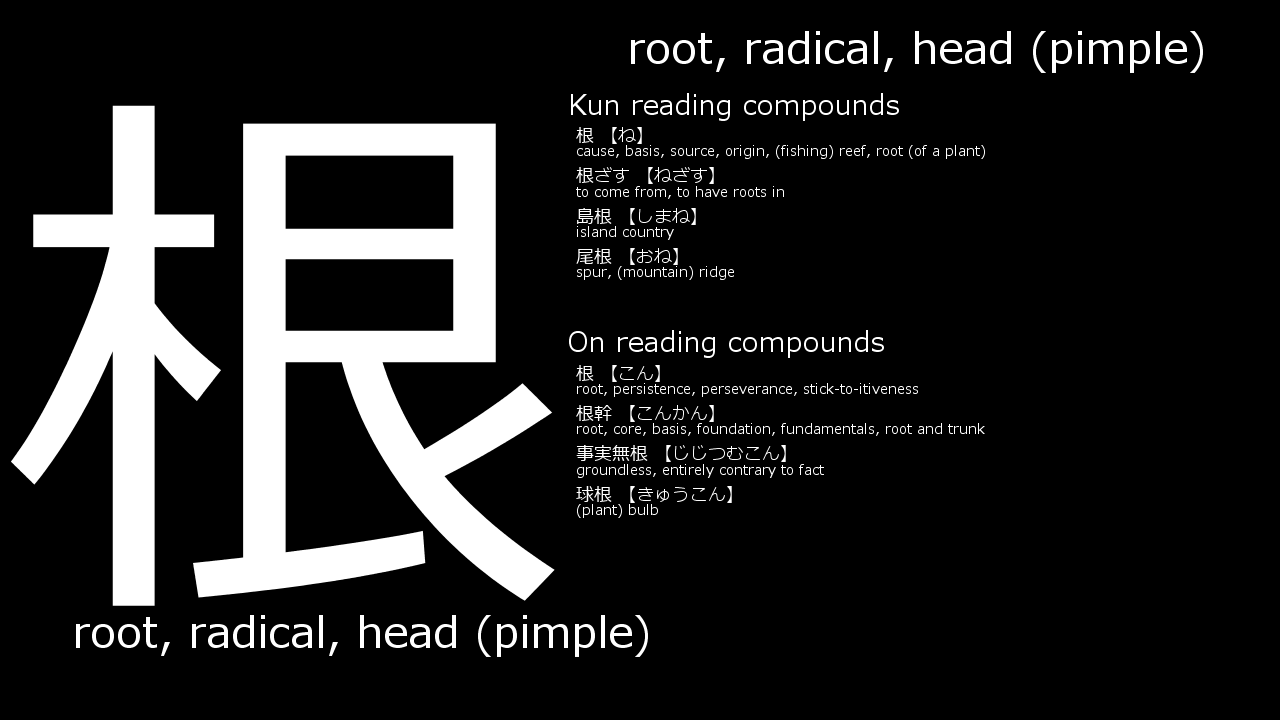 root, radical, head (pimple)
根
Kun reading compounds
根 【ね】
cause, basis, source, origin, (fishing) reef, root (of a plant)
根ざす 【ねざす】
to come from, to have roots in
島根 【しまね】
island country
尾根 【おね】
spur, (mountain) ridge
On reading compounds
根 【こん】
root, persistence, perseverance, stick-to-itiveness
根幹 【こんかん】
root, core, basis, foundation, fundamentals, root and trunk
事実無根 【じじつむこん】
groundless, entirely contrary to fact
球根 【きゅうこん】
(plant) bulb
root, radical, head (pimple)